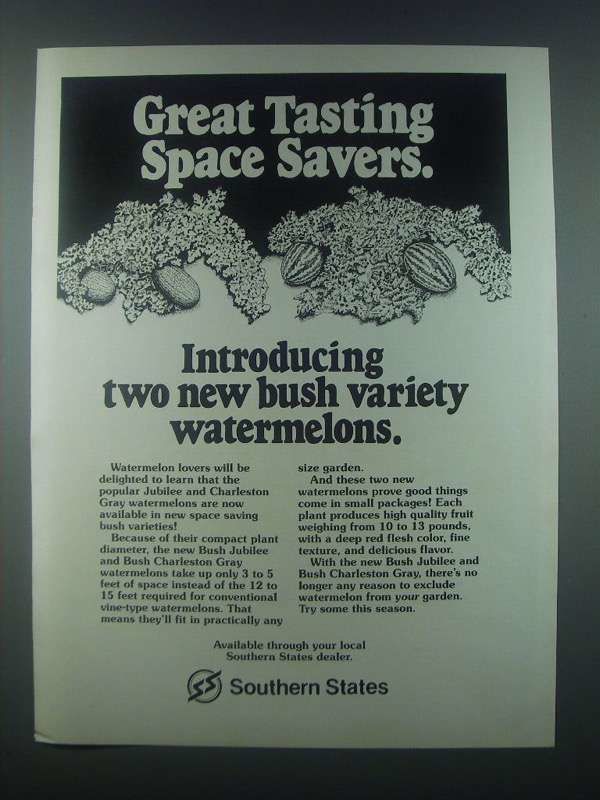 Great Tasting
Space Savers.
Introducing
two new bush variety
watermelons.
Watermelon lovers will be
delighted to learn that the
popular Jubilee and Charleston
Gray watermelons are now
available in new space saving
bush varieties!
Because of their compact plant
diameter, the new Bush Jubilee
and Bush Charleston Gray
watermelons take up only 3 to 5
feet of space instead of the 12 to
15 feet required for conventional
vine-type watermelons. That
means they'll fit in practically any
size garden.
And these two new
watermelons prove good things
come in small packages! Each
plant produces high quality fruit
weighing from 10 to 13 pounds,
with a deep red flesh color, fine
texture, and delicious flavor.
With the new Bush Jubilee and
Bush Charleston Gray, there's no
longer any reason to exclude
watermelon from your garden.
Try some this season.
Available through your local
Southern States dealer.
SS Southern States